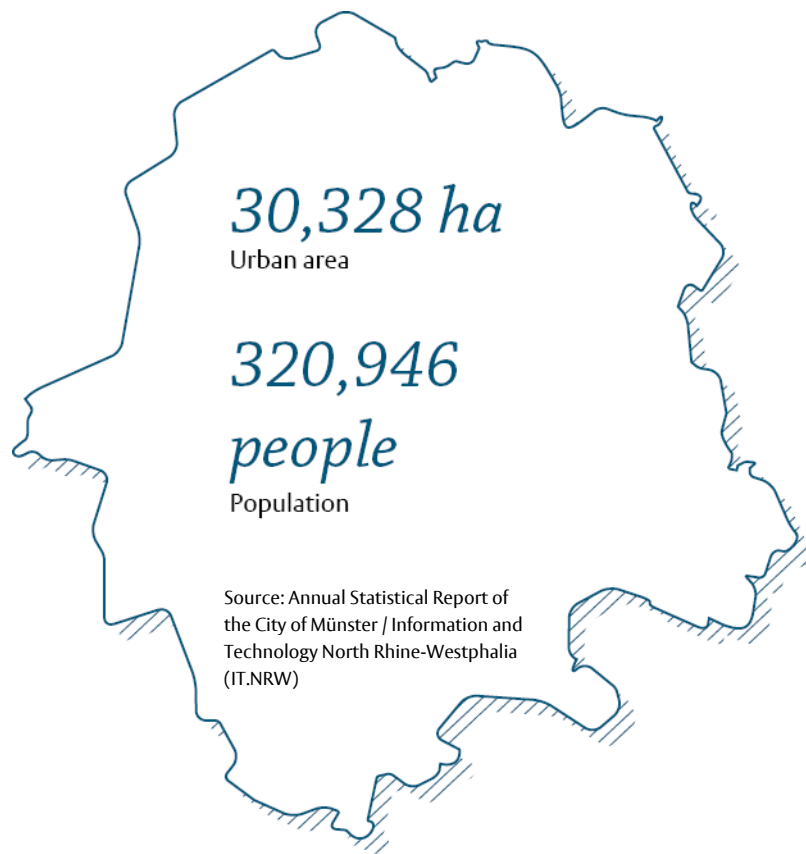 30,328 ha
Urban area
320,946
people
Population
Source: Annual Statistical Report of
the City of Münster / Information and
Technology North Rhine-Westphalia
(IT.NRW)